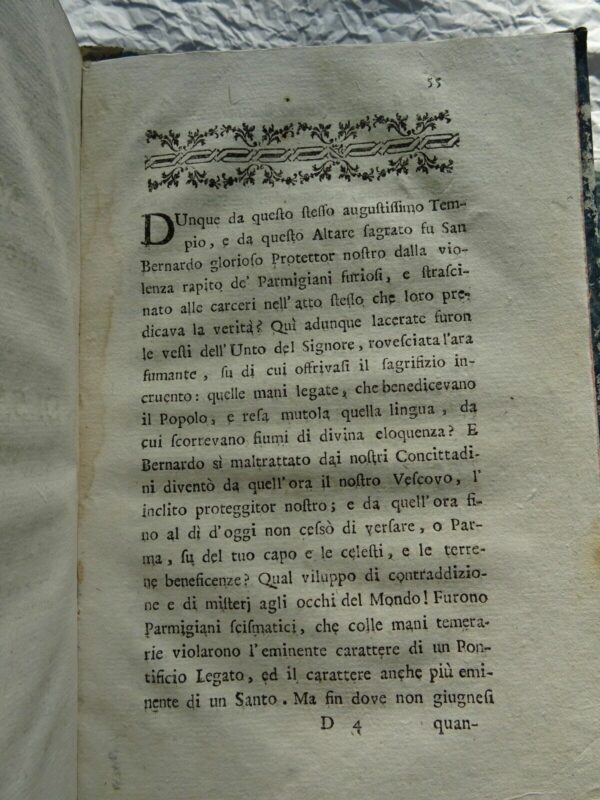 55
DUnque da queſto ſteſſo auguſtiſſimo Tem-
pio, e da queſto Altare ſagrato fu San
Bernardo glorioſo Protettor noſtro dalla vio-
lenza rapito de' Parmigiani furioſi, e ſtraſci-
nato alle carceri nell' atto ſteſſo che loro pre-
dicava la verità? Quì adunque lacerate furon
le veſti dell'Unto del Signore, roveſciata l'ara
fumante, ſu di cui offrivaſi il ſagrifizio in-
cruento: quelle mani legate, che benedicevano
il Popolo, e reſa mutola quella lingua, da
cui ſcorrevano fiumi di divina eloquenza? E
Bernardo sì maltrattato dai noſtri Concittadi-
ni diventò da quell'ora il noſtro Veſcovo, l'
inclito proteggitor noſtro; e da quell'ora fi-
no al dì d'oggi non ceſsò di verſare, o Par-
ma, ſu del tuo capo e le celeſti, e le terre-
ne beneficenze? Qual viluppo di contraddizio-
ne e di miſterj agli occhi del Mondo! Furono
Parmigiani ſciſmatici, che colle mani temera-
rie violarono l'eminente carattere di un Pon-
tificio Legato, ed il carattere anche più emi-
nente di un Santo. Ma fin dove non giugneſi
D 4 quan-